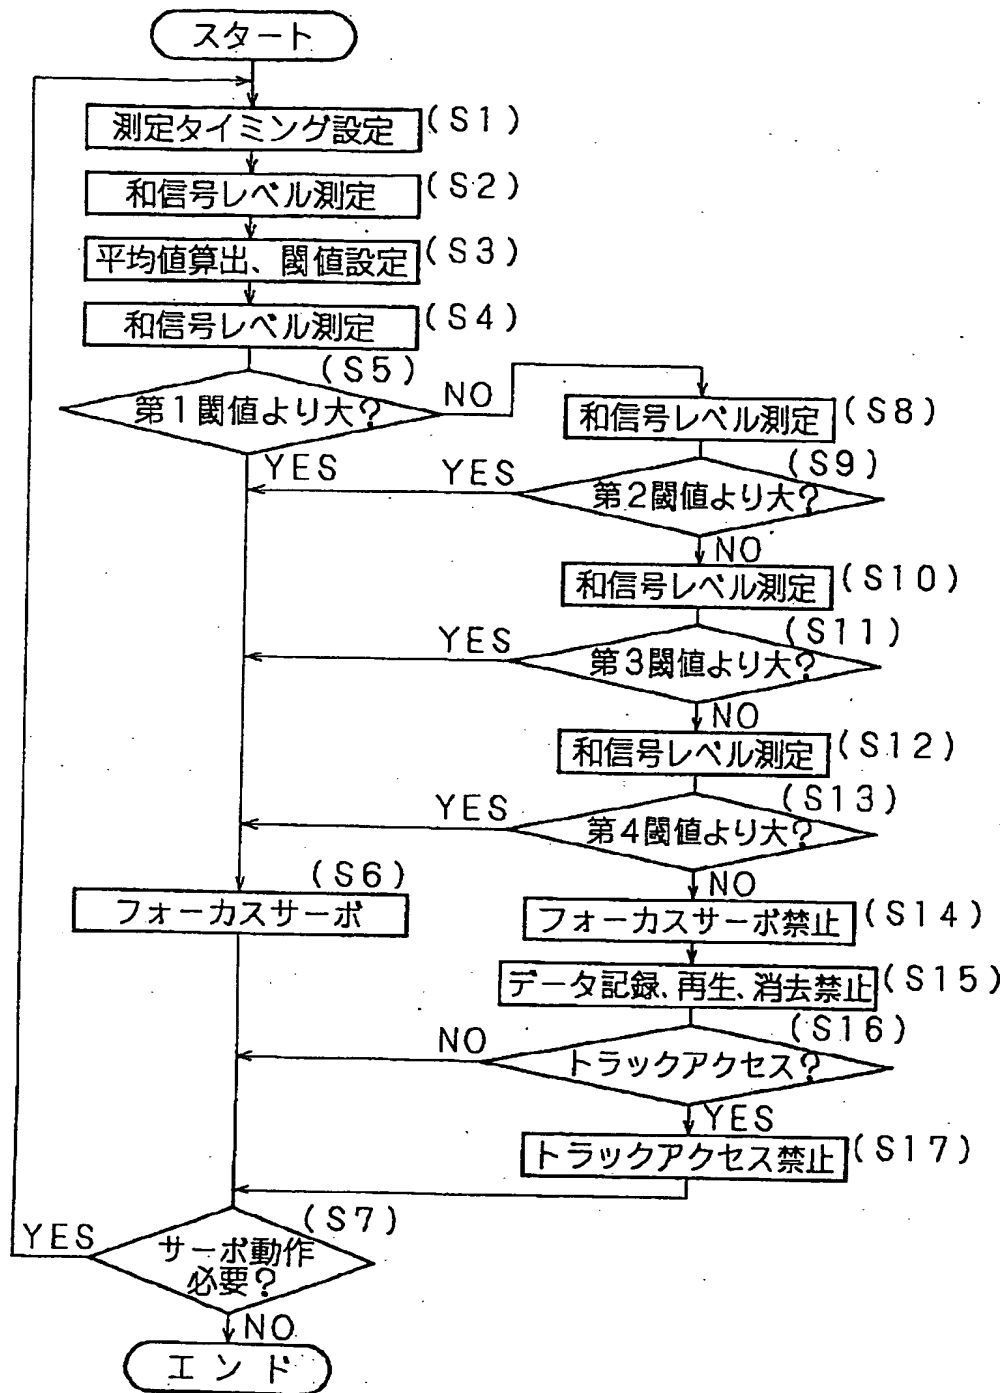 スタート
測定タイミング設定 (S1)
和信号レベル測定 (S2)
平均値算出、閾値設定 (S3)
和信号レベル測定 (S4)
(S5)
第1閾値より大?
NO
YES
和信号レベル測定 (S8)
(S9)
第2閾値より大?
YES
NO
和信号レベル測定 (S10)
(S11)
第3閾値より大?
YES
NO
和信号レベル測定 (S12)
(S13)
第4閾値より大?
YES
NO
(S6)
フォーカスサーボ
フォーカスサーボ禁止 (S14)
データ記録、再生、消去禁止 (S15)
(S16)
トラックアクセス?
NO
YES
トラックアクセス禁止 (S17)
(S7)
サーボ動作
必要?
YES
NO
エンド